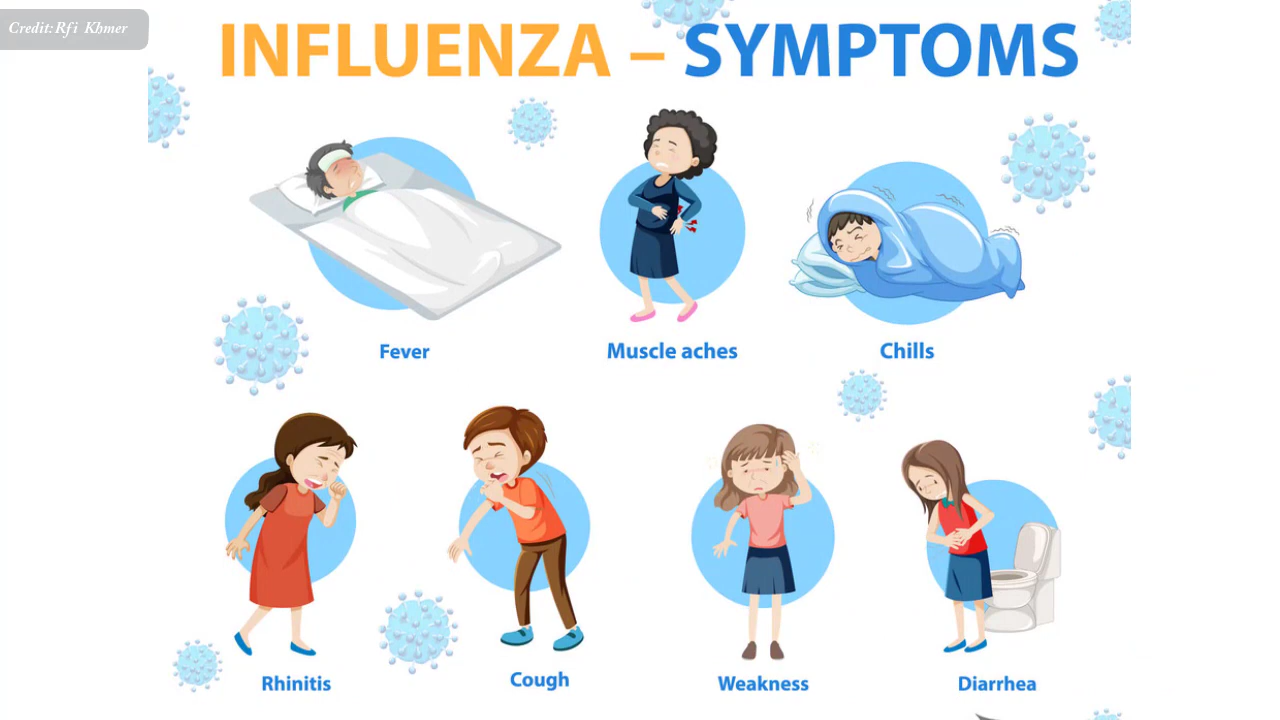 Credit:Rfi Khmer
INFLUENZA – SYMPTOMS
Fever
Muscle aches
Chills
Rhinitis
Cough
Weakness
Diarrhea